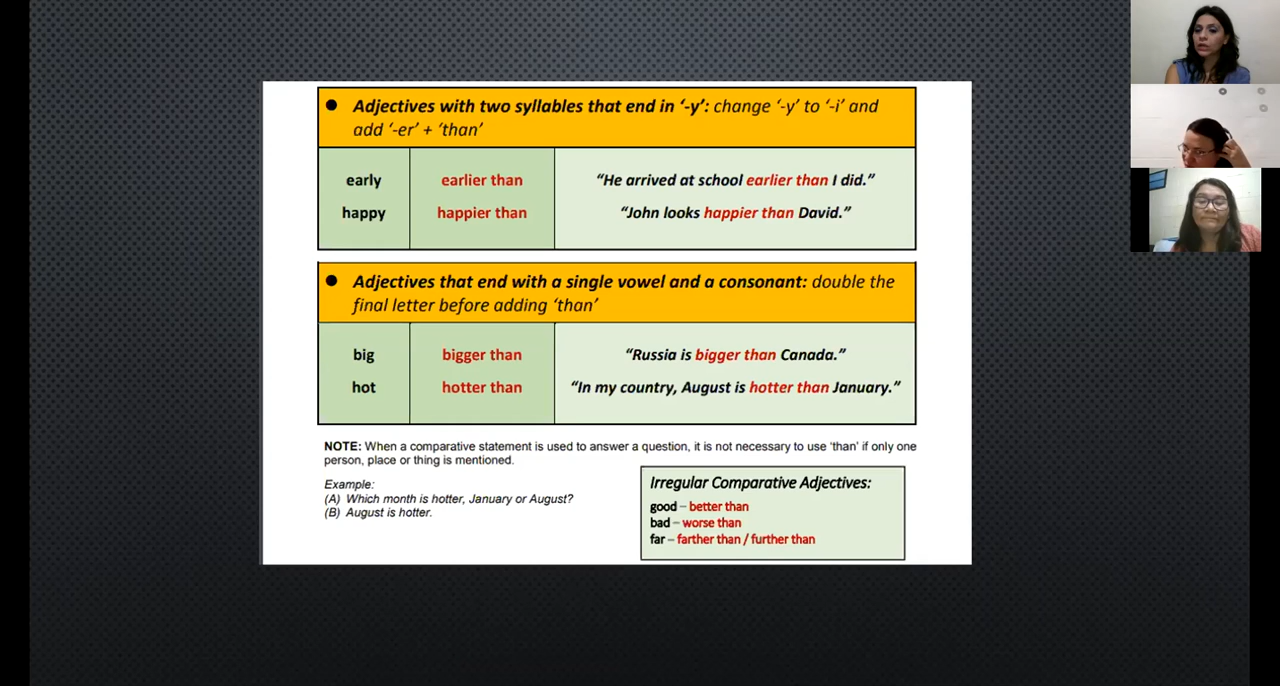 ● Adjectives with two syllables that end in ‘-y’: change ‘-y’ to ‘-i’ and
add ‘-er’ + ‘than’
early earlier than “He arrived at school earlier than I did.”
happy happier than “John looks happier than David.”
● Adjectives that end with a single vowel and a consonant: double the
final letter before adding ‘than’
big bigger than “Russia is bigger than Canada.”
hot hotter than “In my country, August is hotter than January.”
NOTE: When a comparative statement is used to answer a question, it is not necessary to use ‘than’ if only one
person, place or thing is mentioned.
Example:
(A) Which month is hotter, January or August?
(B) August is hotter.
Irregular Comparative Adjectives:
good – better than
bad – worse than
far – farther than / further than